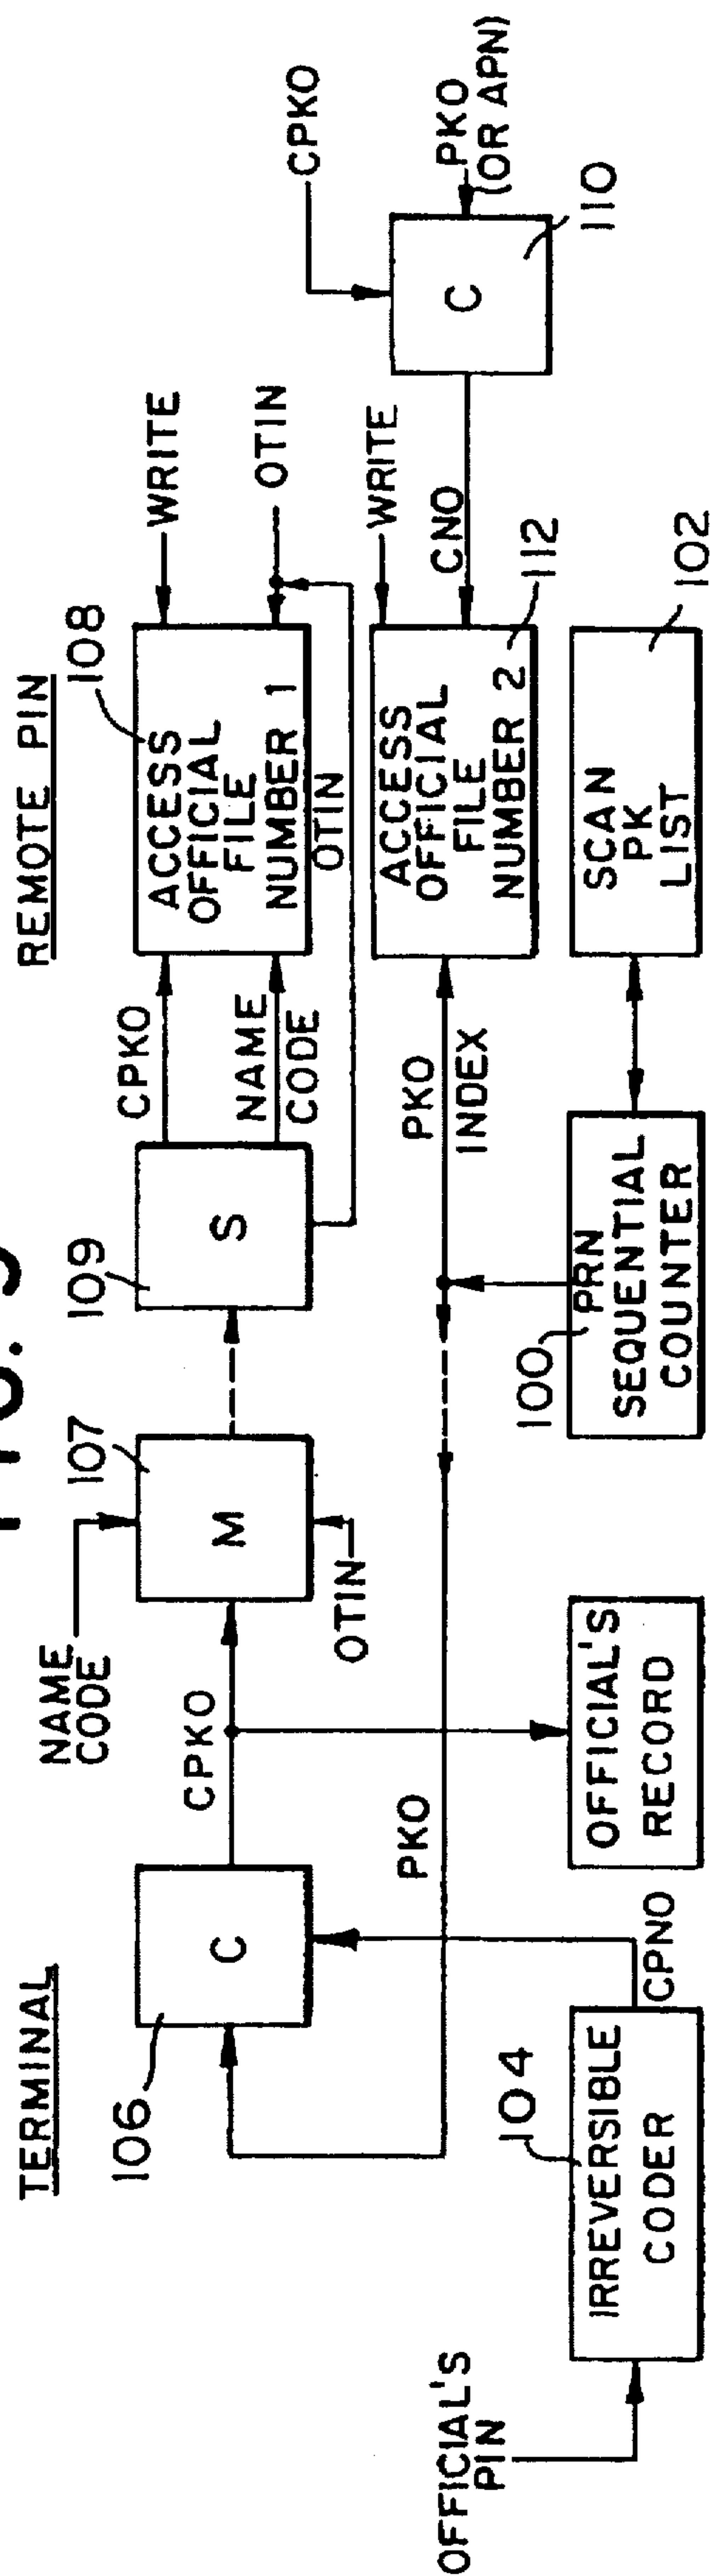 TERMINAL
REMOTE PIN
NAME
CODE
106
C
CPKO
107
M
OTIN
109
S
CPKO
NAME
CODE
108
ACCESS
OFFICIAL
FILE
NUMBER 1
OTIN
WRITE
OTIN
CPKO
PKO
PKO
INDEX
ACCESS
OFFICIAL
FILE
NUMBER 2
112
WRITE
CNO
C
110
PKO
(OR APN)
OFFICIAL'S
PIN
104
IRREVERSIBLE
CODER
CPNO
OFFICIAL'S
RECORD
100
PRN
SEQUENTIAL
COUNTER
SCAN
PK
LIST
102